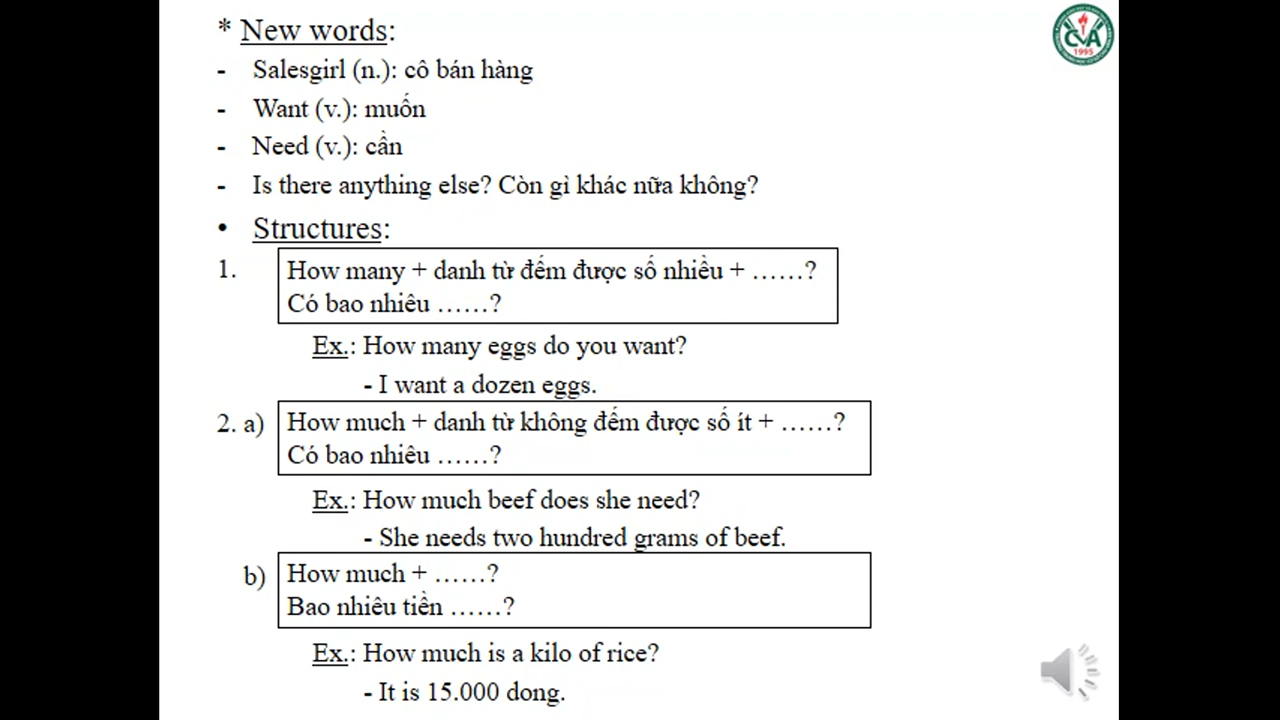 * New words:
- Salesgirl (n.): cô bán hàng
- Want (v.): muốn
- Need (v.): cần
- Is there anything else? Còn gì khác nữa không?
• Structures:
1. How many + danh từ đếm được số nhiều + ……?
Có bao nhiêu ……?
Ex.: How many eggs do you want?
- I want a dozen eggs.
2. a) How much + danh từ không đếm được số ít + ……?
Có bao nhiêu ……?
Ex.: How much beef does she need?
- She needs two hundred grams of beef.
b) How much + ……?
Bao nhiêu tiền ……?
Ex.: How much is a kilo of rice?
- It is 15.000 dong.
CVA
1995